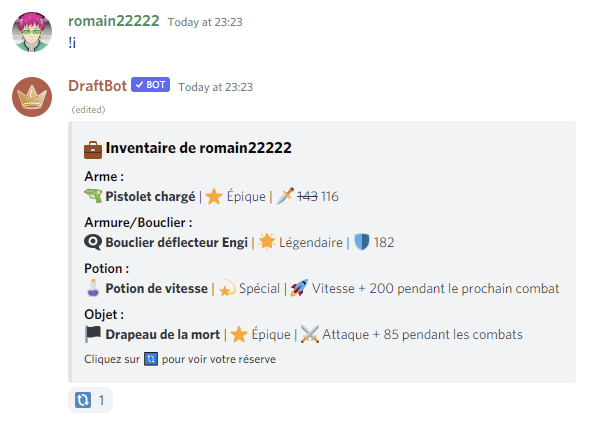 romain22222 Today at 23:23
!i
DraftBot ✓ BOT Today at 23:23
(edited)
Inventaire de romain22222
Arme :
Pistolet chargé | Épique | 143 116
Armure/Bouclier :
Bouclier déflecteur Engi | Légendaire | 182
Potion :
Potion de vitesse | Spécial | Vitesse + 200 pendant le prochain combat
Objet :
Drapeau de la mort | Épique | Attaque + 85 pendant les combats
Cliquez sur 🔃 pour voir votre réserve
🔃 1